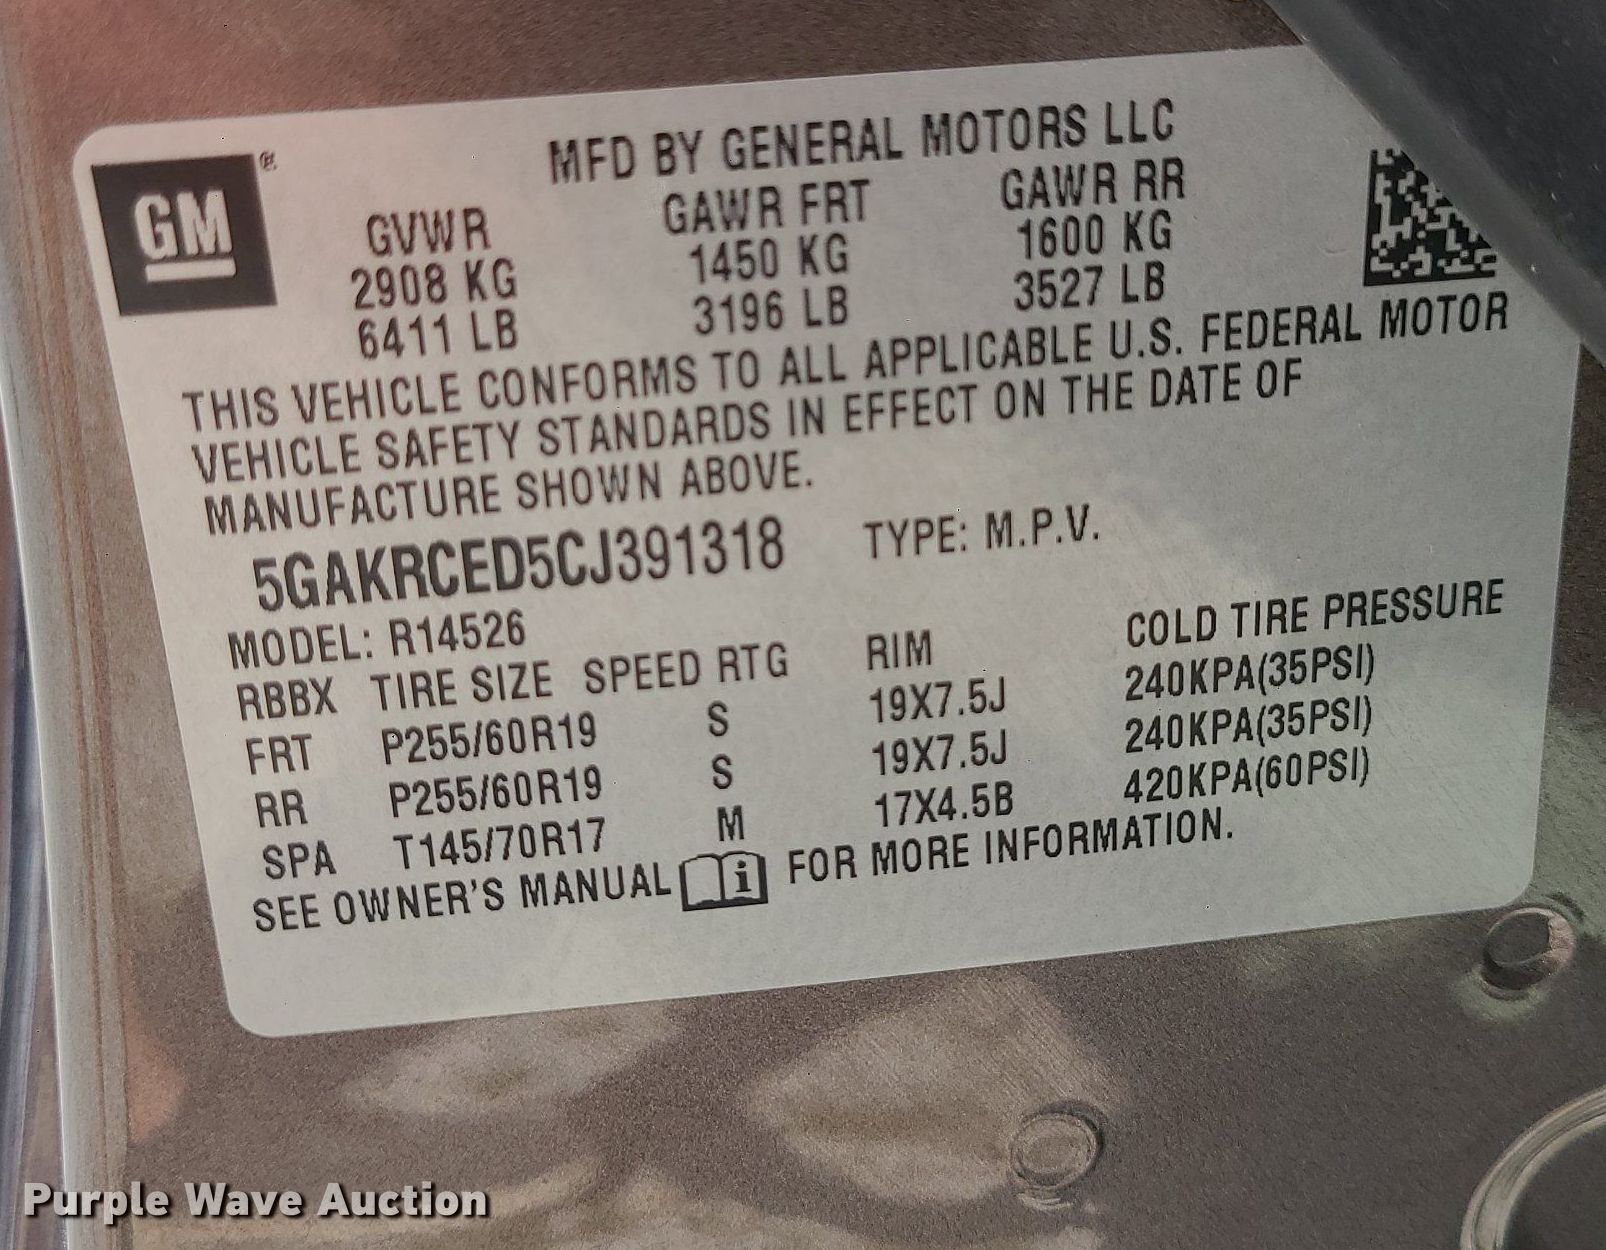 MFD BY GENERAL MOTORS LLC
GM ®
GVWR GAWR FRT GAWR RR
2908 KG 1450 KG 1600 KG
6411 LB 3196 LB 3527 LB
THIS VEHICLE CONFORMS TO ALL APPLICABLE U.S. FEDERAL MOTOR
VEHICLE SAFETY STANDARDS IN EFFECT ON THE DATE OF
MANUFACTURE SHOWN ABOVE.
5GAKRCED5CJ391318 TYPE: M.P.V.
MODEL: R14526
RBBX TIRE SIZE SPEED RTG RIM COLD TIRE PRESSURE
FRT P255/60R19 S 19X7.5J 240KPA(35PSI)
RR P255/60R19 S 19X7.5J 240KPA(35PSI)
SPA T145/70R17 M 17X4.5B 420KPA(60PSI)
SEE OWNER'S MANUAL i FOR MORE INFORMATION.
Purple Wave Auction